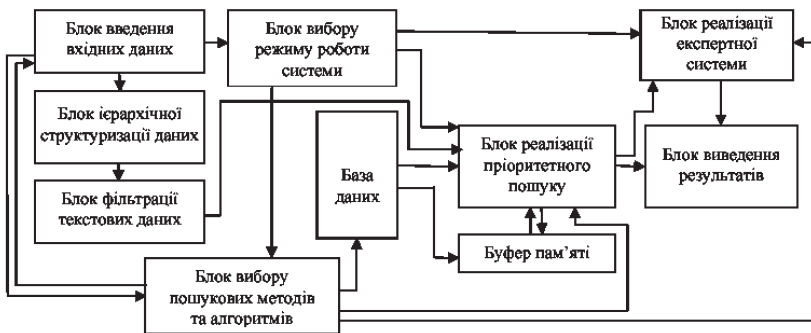 Блок введення
вхідних даних
Блок вибору
режиму роботи
системи
Блок реалізації
експертної
системи
Блок ієрархічної
структуризації даних
База
даних
Блок реалізації
пріоритетного
пошуку
Блок виведення
результатів
Блок фільтрації
текстових даних
Буфер пам’яті
Блок вибору
пошукових методів
та алгоритмів